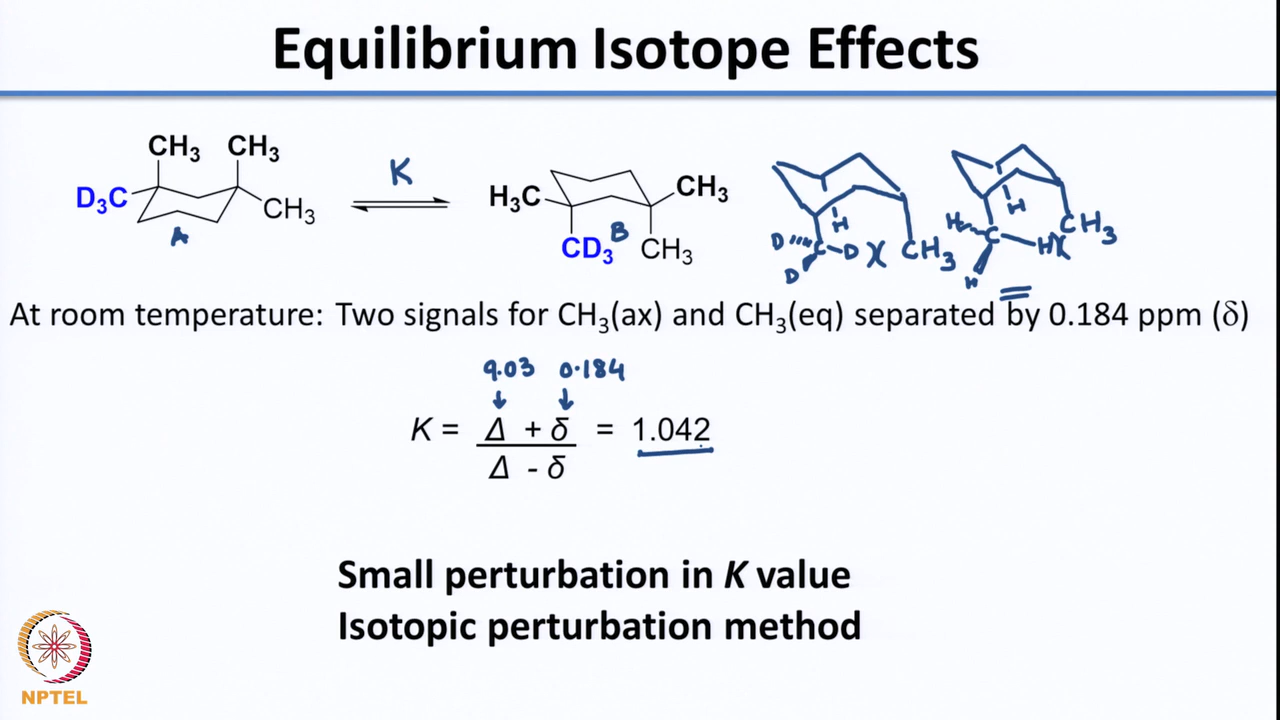 Equilibrium Isotope Effects
CH₃ CH₃
D₃C
CH₃
A
K
H₃C
CH₃
B
CD₃ CH₃
H
D
C
D
D
CH₃
H
H
C
H
H
CH₃
At room temperature: Two signals for CH₃(ax) and CH₃(eq) separated by 0.184 ppm (δ)
9.03 0.184
K = Δ + δ = 1.042
Δ - δ
Small perturbation in K value
Isotopic perturbation method
NPTEL